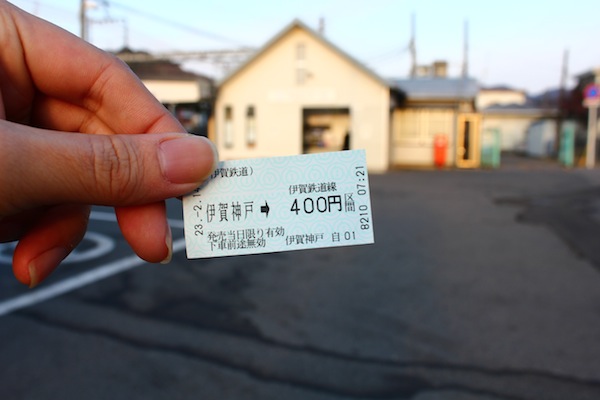 (伊賀鉄道)
伊賀鉄道線
伊賀神戸➡400円区間
発売当日限り有効
下車前途無効
伊賀神戸 自01
23.-2.
8210 07:21